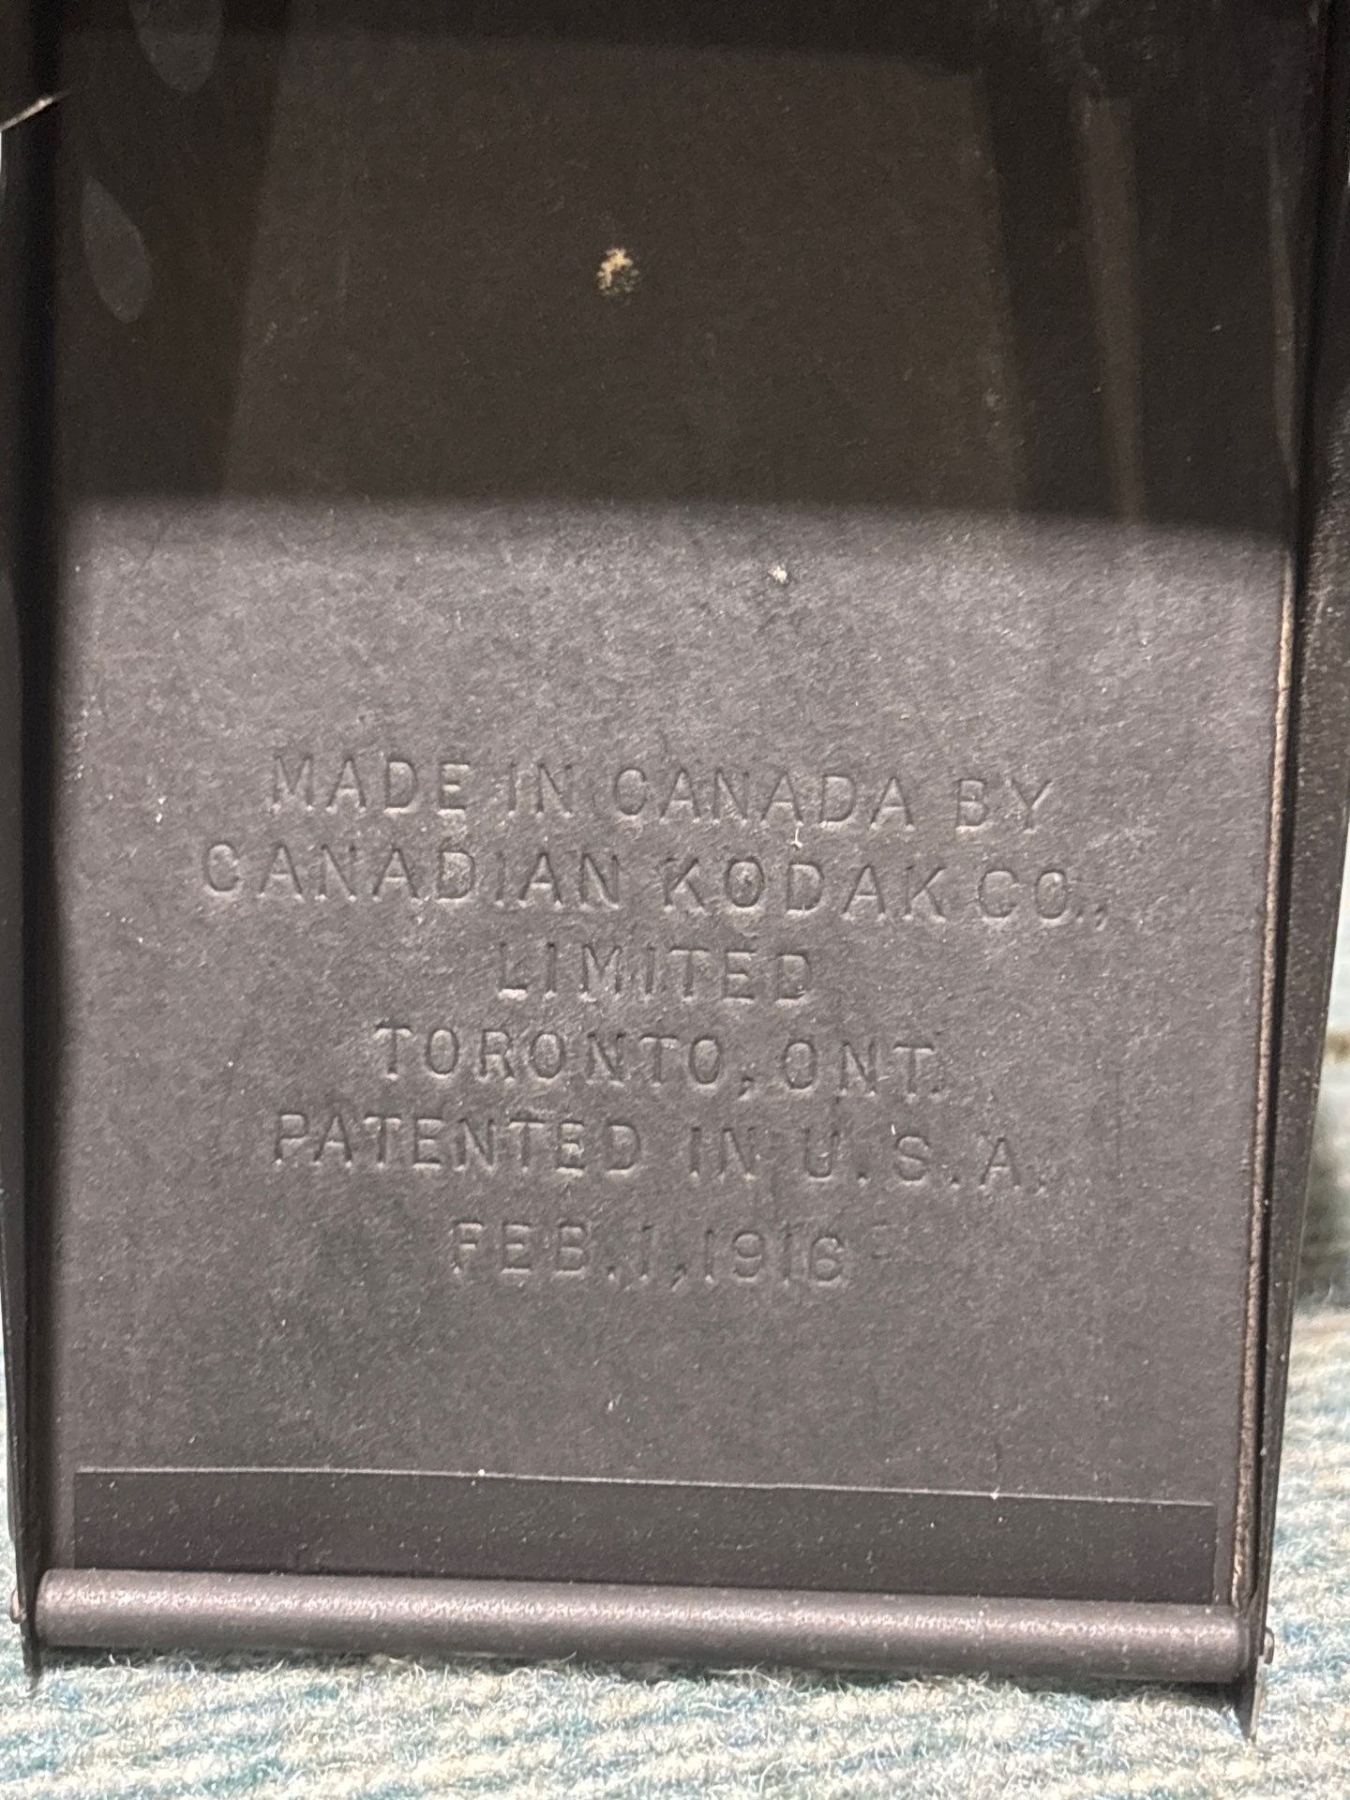 MADE IN CANADA BY
CANADIAN KODAK CO.,
LIMITED
TORONTO, ONT.
PATENTED IN U.S.A.
FEB.1,1916